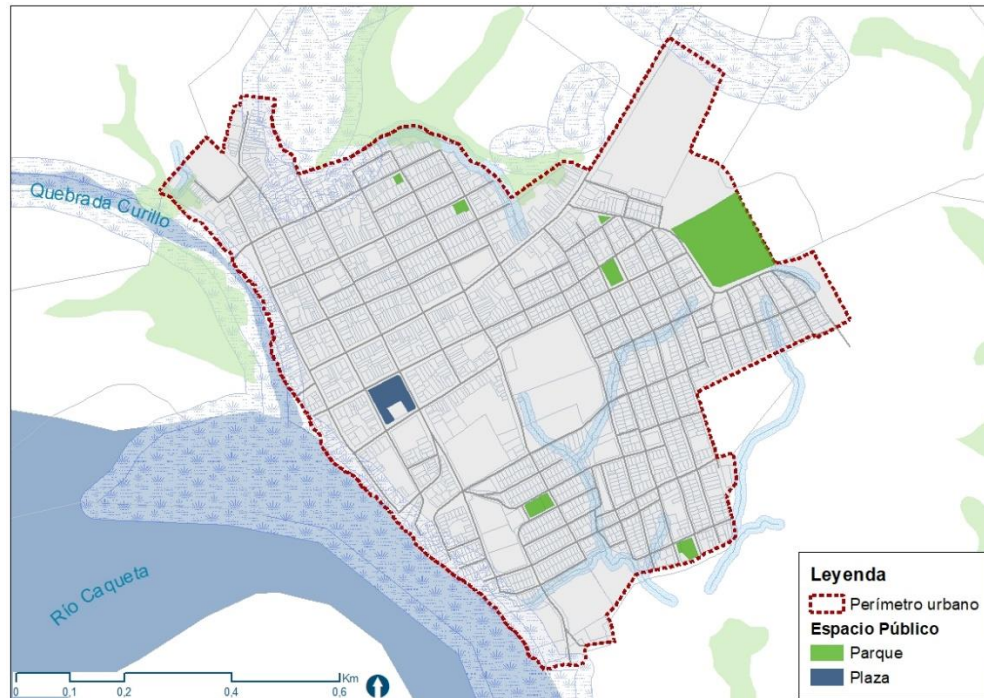 Quebrada Curillo
Río Caqueta
Leyenda
Perímetro urbano
Espacio Público
Parque
Plaza
Km
0 0,1 0,2 0,4 0,6